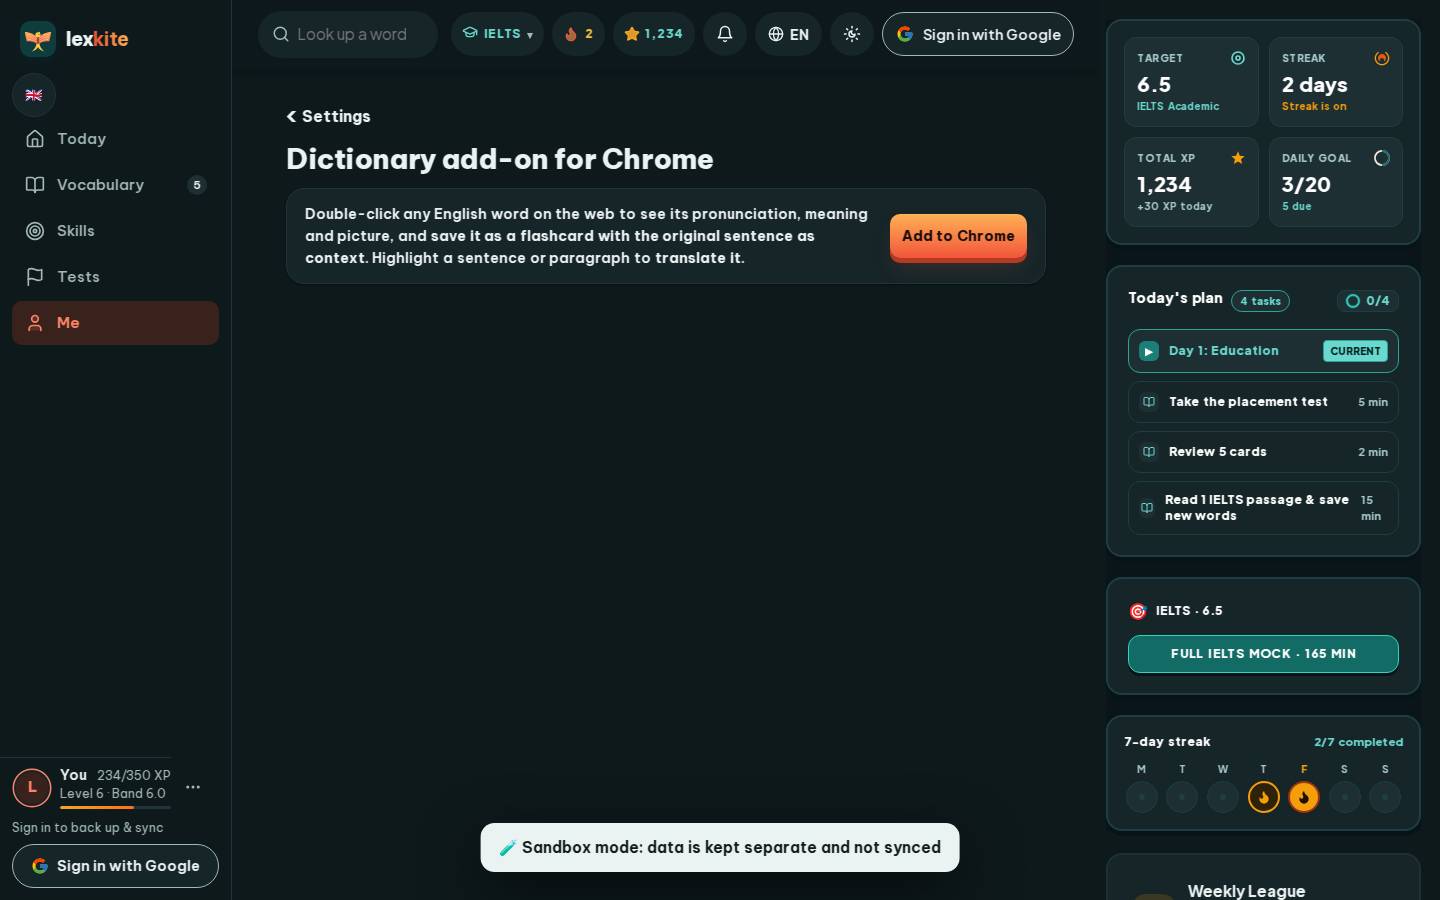 lexkite
Look up a word
IELTS ▾
2
1,234
EN
Sign in with Google
Today
Vocabulary
5
Skills
Tests
Me
Settings
Dictionary add-on for Chrome
Double-click any English word on the web to see its pronunciation, meaning
and picture, and save it as a flashcard with the original sentence as
context. Highlight a sentence or paragraph to translate it.
Add to Chrome
TARGET
6.5
IELTS Academic
STREAK
2 days
Streak is on
TOTAL XP
1,234
+30 XP today
DAILY GOAL
3/20
5 due
Today's plan
4 tasks
0/4
Day 1: Education
CURRENT
Take the placement test
5 min
Review 5 cards
2 min
Read 1 IELTS passage & save
new words
15
min
IELTS · 6.5
FULL IELTS MOCK · 165 MIN
7-day streak
2/7 completed
M T W T F S S
Weekly League
L
You 234/350 XP
Level 6 · Band 6.0
Sign in to back up & sync
Sign in with Google
Sandbox mode: data is kept separate and not synced